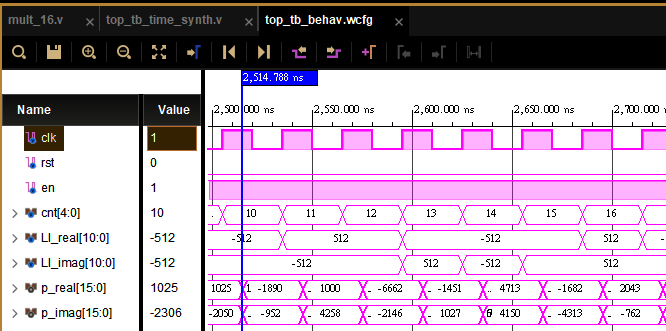 mult_16.v × top_tb_time_synth.v × top_tb_behav.wcfg ×
2,514.788 ns
Name Value 2,500.000 ns 2,550.000 ns 2,600.000 ns 2,650.000 ns 2,700.000
clk 1
rst 0
en 1
cnt[4:0] 10 . 10 11 12 13 14 15 16
LI_real[10:0] -512 -512 512 -512 512
LI_imag[10:0] -512 -512 512 -512 512
p_real[15:0] 1025 1025 1 -1890 1000 -6662 -1451 4713 -1682 2043
p_imag[15:0] -2306 -2050 -952 4258 -2146 1027 4150 -4313 -762